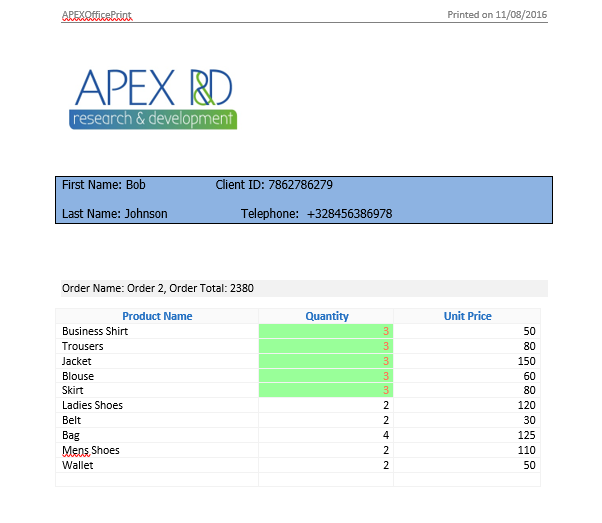 APEXOfficePrint Printed on 11/08/2016
APEX R&D
research & development
First Name: Bob Client ID: 7862786279
Last Name: Johnson Telephone: +328456386978
Order Name: Order 2, Order Total: 2380
Product Name Quantity Unit Price
Business Shirt 3 50
Trousers 3 80
Jacket 3 150
Blouse 3 60
Skirt 3 80
Ladies Shoes 2 120
Belt 2 30
Bag 4 125
Mens Shoes 2 110
Wallet 2 50